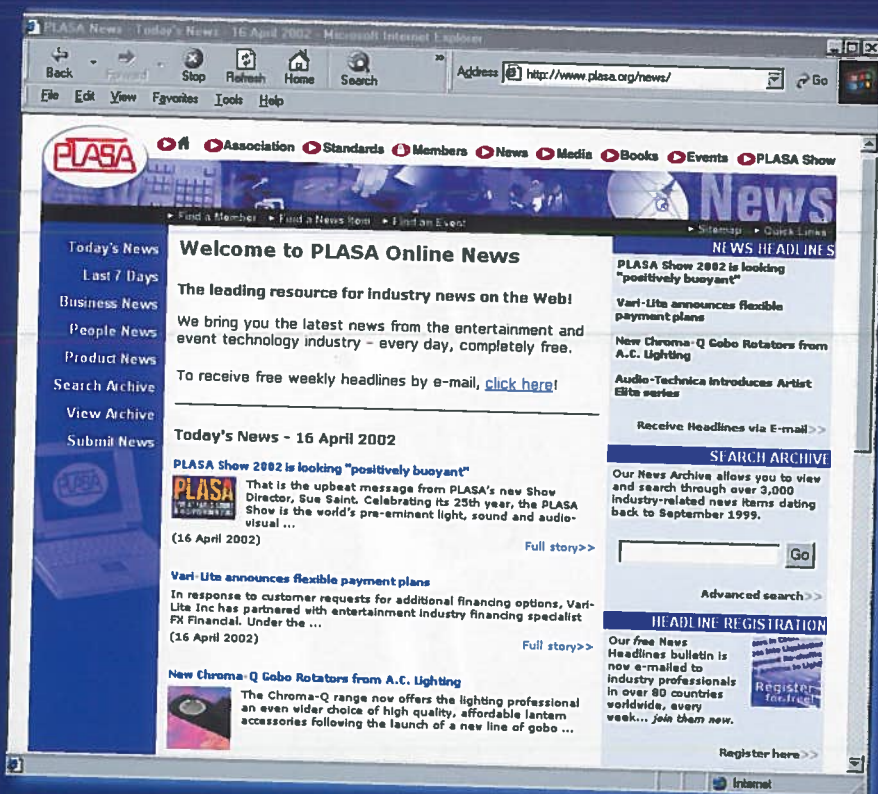 PLASA News - Today's News - 16 April 2002 - Microsoft Internet Explorer
Back
Forward
Stop
Refresh
Home
Search
Address http://www.plasa.org/news/
Go
File Edit View Favorites Tools Help
PLASA
Association Standards Members News Media Books Events PLASA Show
News
Find a Member Find a News Item Find an Event
Sitemap Quick Links
Today's News
Last 7 Days
Business News
People News
Product News
Search Archive
View Archive
Submit News
PLASA
Welcome to PLASA Online News
The leading resource for industry news on the Web!
We bring you the latest news from the entertainment and
event technology industry – every day, completely free.
To receive free weekly headlines by e-mail, click here!
Today's News - 16 April 2002
PLASA Show 2002 is looking "positively buoyant"
PLASA
That is the upbeat message from PLASA's new Show
Director, Sue Saint. Celebrating its 25th year, the PLASA
Show is the world's pre-eminent light, sound and audio-
visual ...
(16 April 2002)
Full story>>
Vari-Lite announces flexible payment plans
In response to customer requests for additional financing options, Vari-
Lite Inc has partnered with entertainment industry financing specialist
FX Financial. Under the ...
(16 April 2002)
Full story>>
New Chroma-Q Gobo Rotators from A.C. Lighting
The Chroma-Q range now offers the lighting professional
an even wider choice of high quality, affordable lantern
accessories following the launch of a new line of gobo ...
NEWS HEADLINES
PLASA Show 2002 is looking
"positively buoyant"
Vari-Lite announces flexible
payment plans
New Chroma-Q Gobo Rotators from
A.C. Lighting
Audio-Technica introduces Artist
Elite series
Receive Headlines via E-mail>>
SEARCH ARCHIVE
Our News Archive allows you to view
and search through over 3,000
industry-related news items dating
back to September 1999.
Go
Advanced search>>
HEADLINE REGISTRATION
Our free News
Headlines bulletin is
now e-mailed to
industry professionals
in over 80 countries
worldwide, every
week... join them now.
Register
for free!
Register here>>
Internet